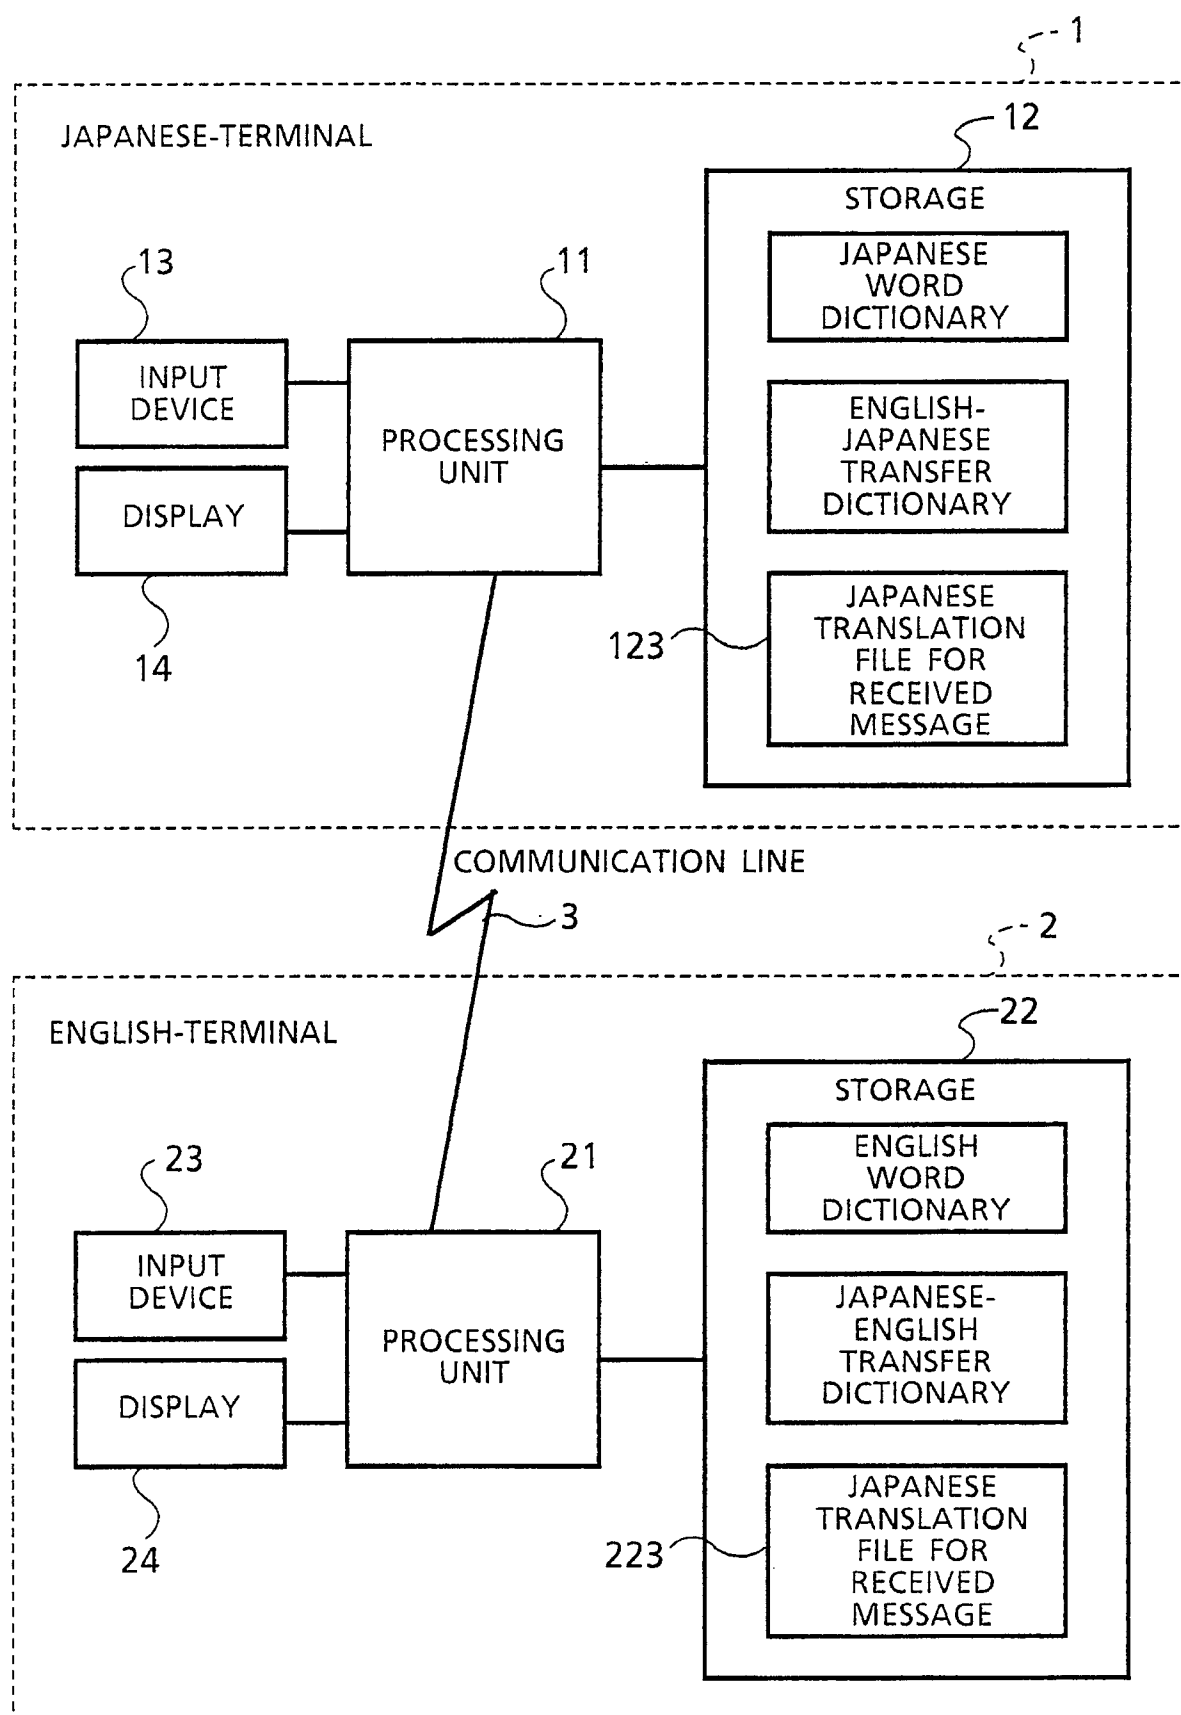 1
JAPANESE-TERMINAL
12
STORAGE
JAPANESE
WORD
DICTIONARY
13
11
INPUT
DEVICE
PROCESSING
UNIT
ENGLISH-
JAPANESE
TRANSFER
DICTIONARY
DISPLAY
14
123
JAPANESE
TRANSLATION
FILE FOR
RECEIVED
MESSAGE
COMMUNICATION LINE
3
2
ENGLISH-TERMINAL
22
STORAGE
ENGLISH
WORD
DICTIONARY
23
21
INPUT
DEVICE
PROCESSING
UNIT
JAPANESE-
ENGLISH
TRANSFER
DICTIONARY
DISPLAY
24
223
JAPANESE
TRANSLATION
FILE FOR
RECEIVED
MESSAGE